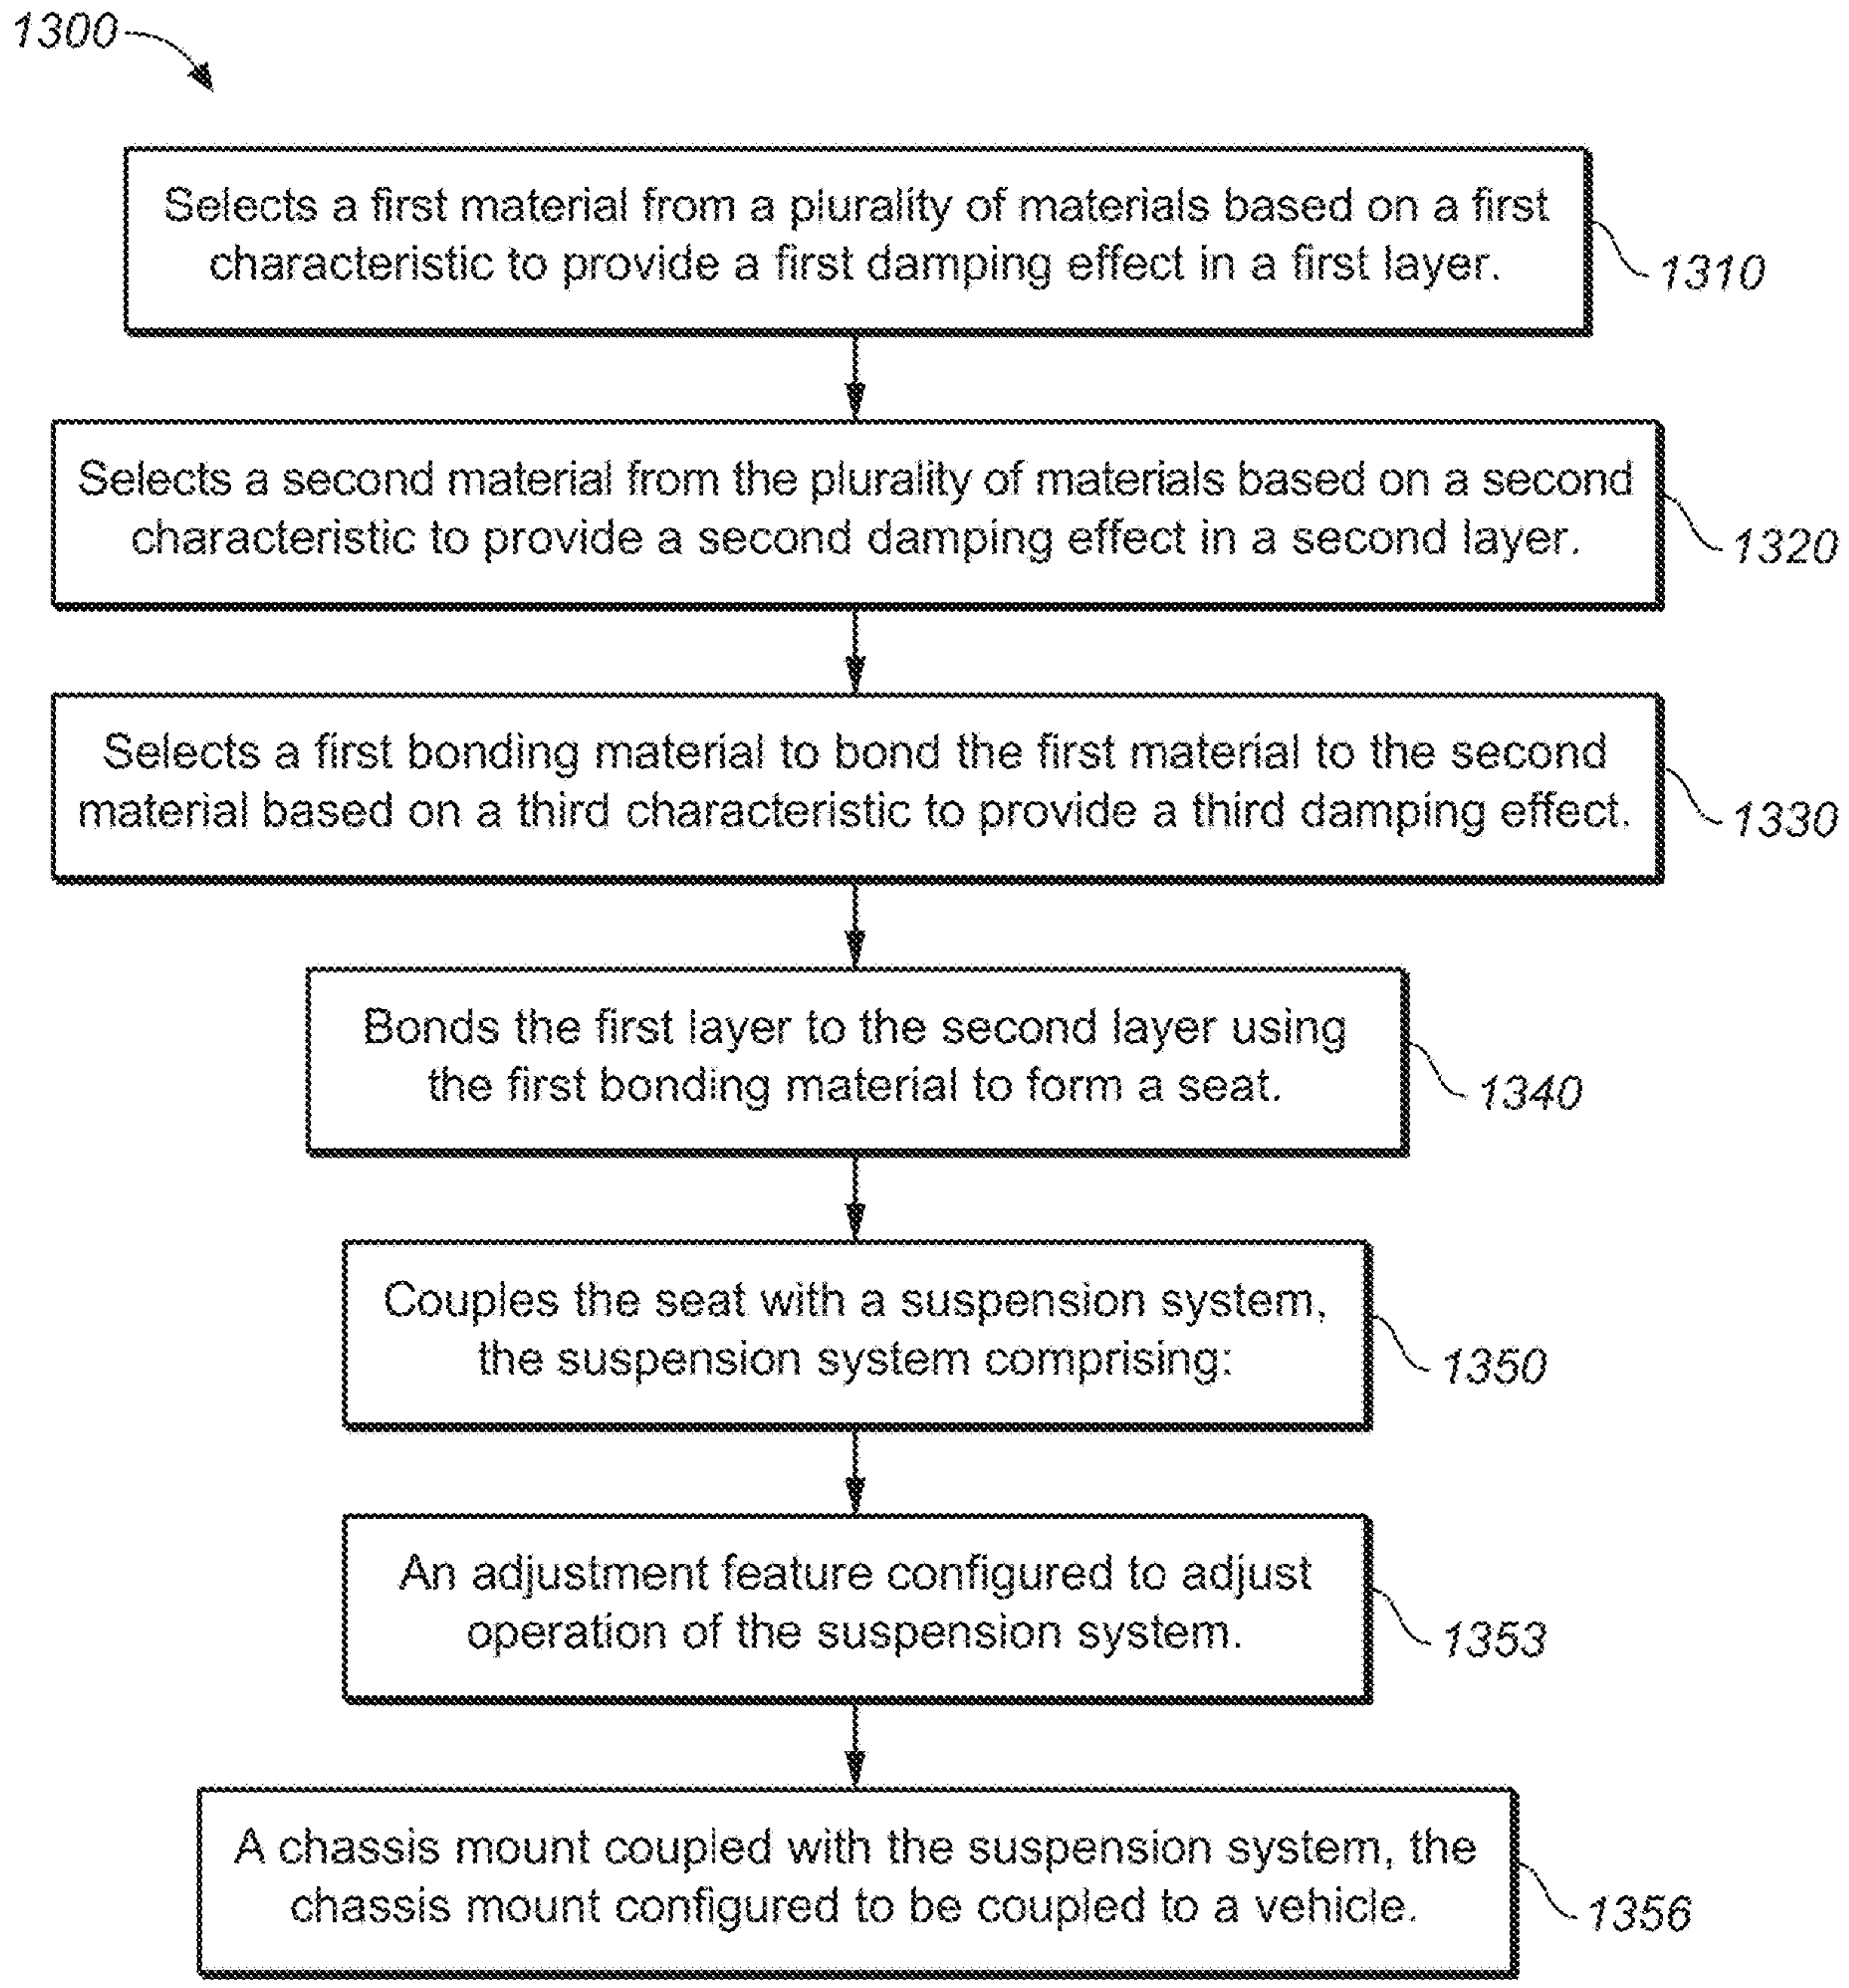 1300
Selects a first material from a plurality of materials based on a first
characteristic to provide a first damping effect in a first layer.
1310
Selects a second material from the plurality of materials based on a second
characteristic to provide a second damping effect in a second layer.
1320
Selects a first bonding material to bond the first material to the second
material based on a third characteristic to provide a third damping effect.
1330
Bonds the first layer to the second layer using
the first bonding material to form a seat.
1340
Couples the seat with a suspension system,
the suspension system comprising:
1350
An adjustment feature configured to adjust
operation of the suspension system.
1353
A chassis mount coupled with the suspension system, the
chassis mount configured to be coupled to a vehicle.
1356